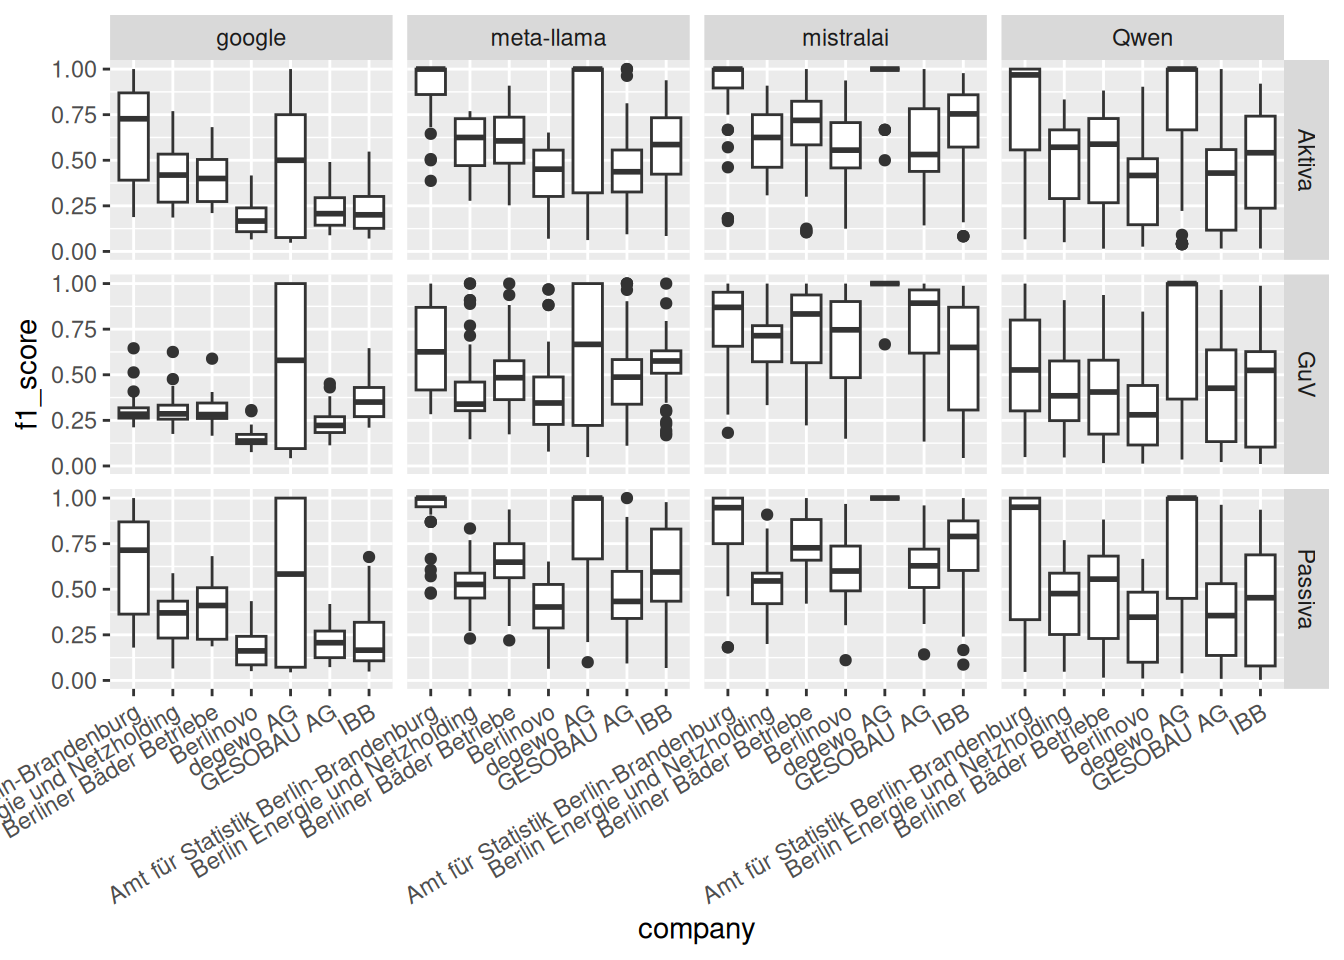 google
meta-llama
mistralai
Qwen
1.00
0.75
0.50
0.25
0.00
Aktiva
1.00
0.75
0.50
0.25
0.00
GuV
1.00
0.75
0.50
0.25
0.00
Passiva
f1_score
lin-Brandenburg
gie und Netzholding
Berliner Bäder Betriebe
Berlinovo
degewo AG
GESOBAU AG
IBB
Amt für Statistik Berlin-Brandenburg
Berlin Energie und Netzholding
Berliner Bäder Betriebe
Berlinovo
degewo AG
GESOBAU AG
IBB
Amt für Statistik Berlin-Brandenburg
Berlin Energie und Netzholding
Berliner Bäder Betriebe
Berlinovo
degewo AG
GESOBAU AG
IBB
Amt für Statistik Berlin-Brandenburg
Berlin Energie und Netzholding
Berliner Bäder Betriebe
Berlinovo
degewo AG
GESOBAU AG
IBB
company